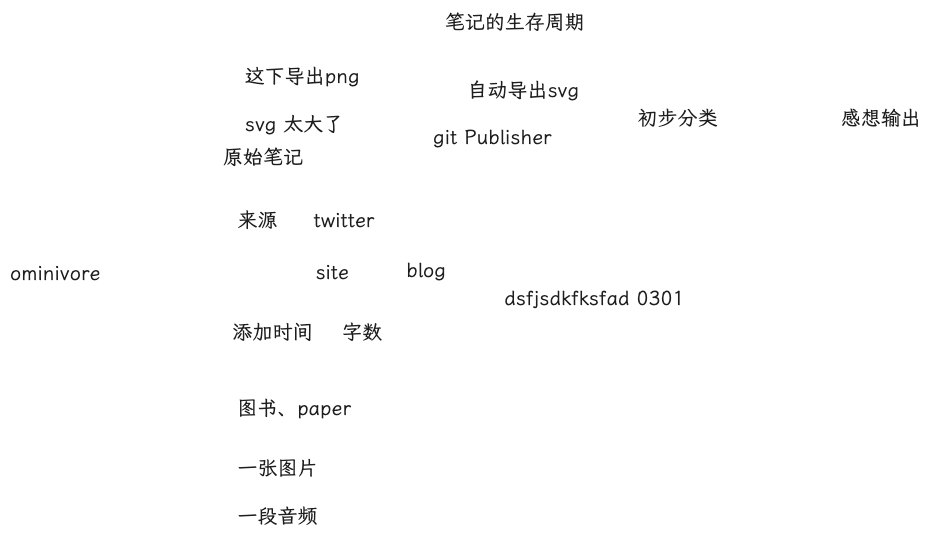 笔记的生存周期
这下导出png
自动导出svg
初步分类
感想输出
svg 太大了
git Publisher
原始笔记
来源 twitter
ominivore
site
blog
dsfjsdkfksfad 0301
添加时间 字数
图书、paper
一张图片
一段音频